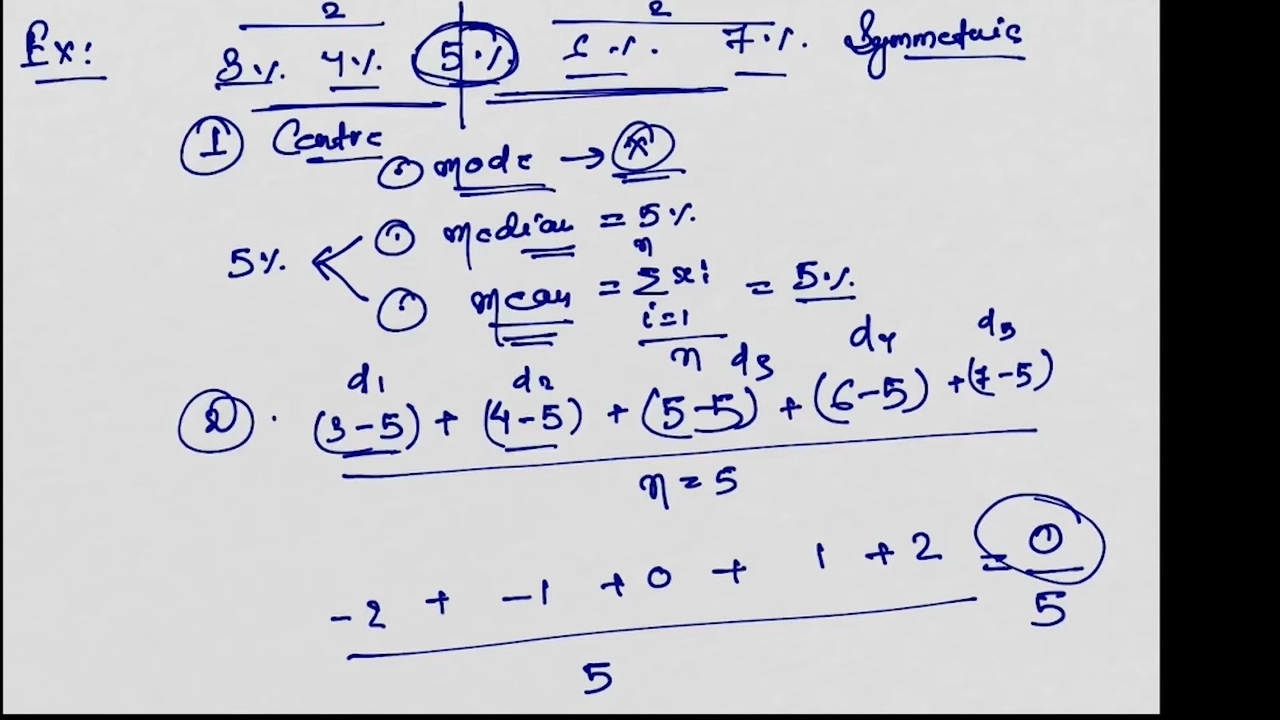 2 2
Ex: 3%. 4%. 5%. 6%. 7%. Symmetric
① Centre
⊙ mode → ⓧ
⊙ median = 5%.
5%. < ⊙ mean = n Σ i=1 xi / n = 5%.
d1 d2 d3 d4 d5
② . (3-5) + (4-5) + (5-5) + (6-5) + (7-5)
n = 5
-2 + -1 + 0 + 1 + 2 = 0
5 5